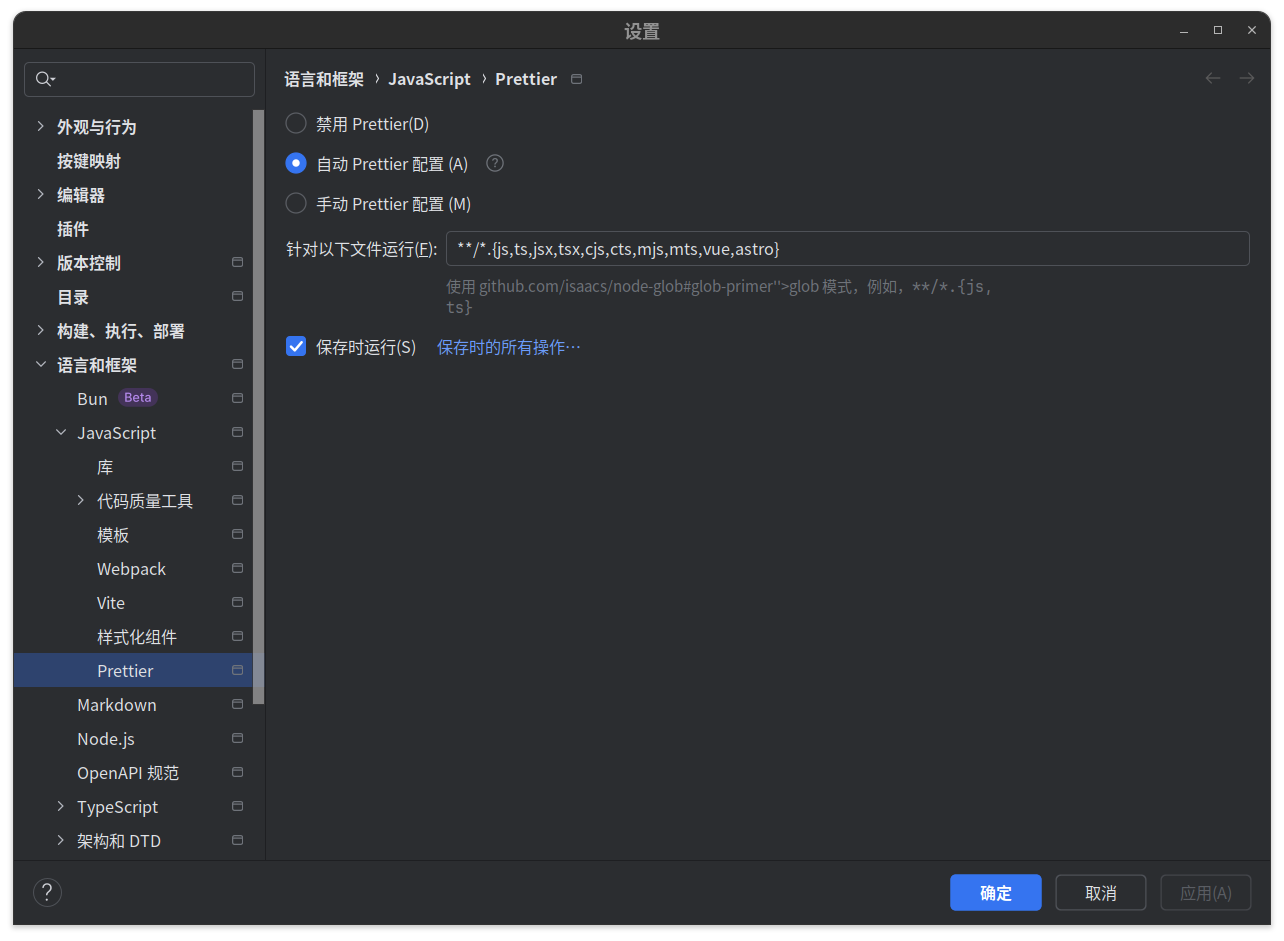 设置
语言和框架 › JavaScript › Prettier
外观与行为
按键映射
编辑器
插件
版本控制
目录
构建、执行、部署
语言和框架
Bun Beta
JavaScript
库
代码质量工具
模板
Webpack
Vite
样式化组件
Prettier
Markdown
Node.js
OpenAPI 规范
TypeScript
架构和 DTD
禁用 Prettier(D)
自动 Prettier 配置 (A) ?
手动 Prettier 配置 (M)
针对以下文件运行(F): **/*.{js,ts,jsx,tsx,cjs,cts,mjs,mts,vue,astro}
使用 github.com/isaacs/node-glob#glob-primer">glob 模式，例如，**/*.{js,
ts}
保存时运行(S) 保存时的所有操作…
?
确定 取消 应用(A)